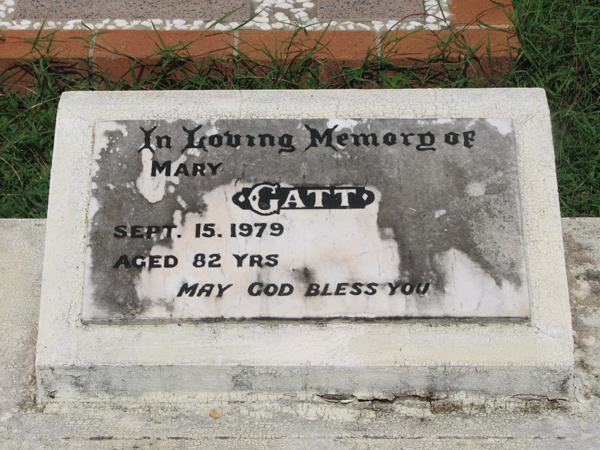 In Loving Memory of
MARY
GATT
SEPT. 15. 1979
AGED 82 YRS
MAY GOD BLESS YOU